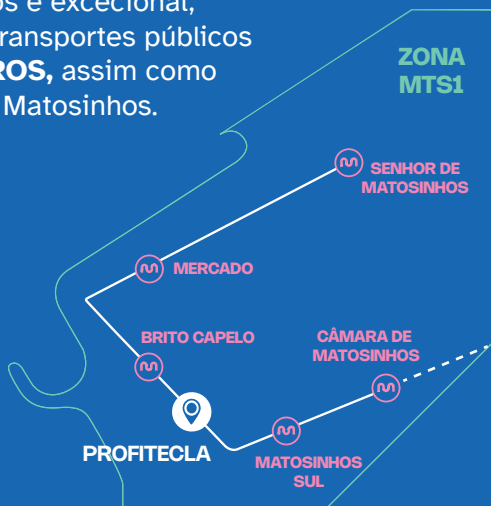 os e excecional,
ransportes públicos
ROS, assim como
Matosinhos.
ZONA
MTS1
SENHOR DE
MATOSINHOS
MERCADO
BRITO CAPELO
CÂMARA DE
MATOSINHOS
PROFITECLA
MATOSINHOS
SUL